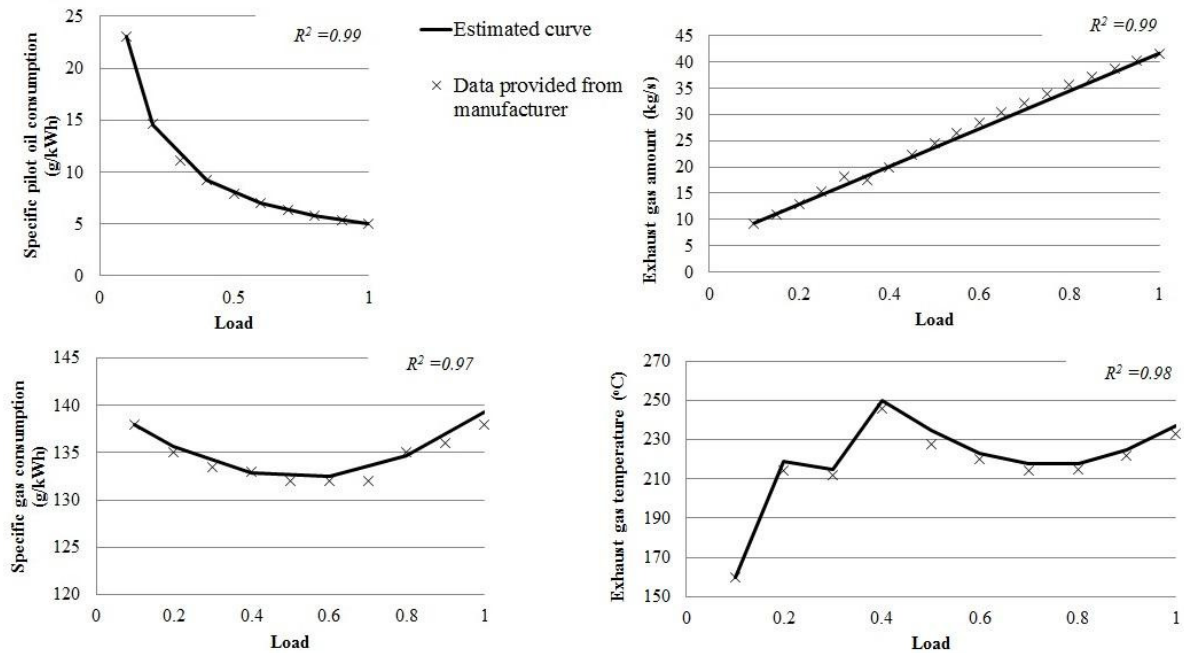 Specific pilot oil consumption
(g/kWh)
25
20
15
10
5
0
0
0.5
1
Load
R² =0.99
Estimated curve
Data provided from
manufacturer
Exhaust gas amount (kg/s)
45
40
35
30
25
20
15
10
5
0
0
0.2
0.4
0.6
0.8
1
Load
R² =0.99
Specific gas consumption
(g/kWh)
145
140
135
130
125
120
0
0.2
0.4
0.6
0.8
1
Load
R² =0.97
Exhaust gas temperature (°C)
270
250
230
210
190
170
150
0
0.2
0.4
0.6
0.8
1
Load
R² =0.98